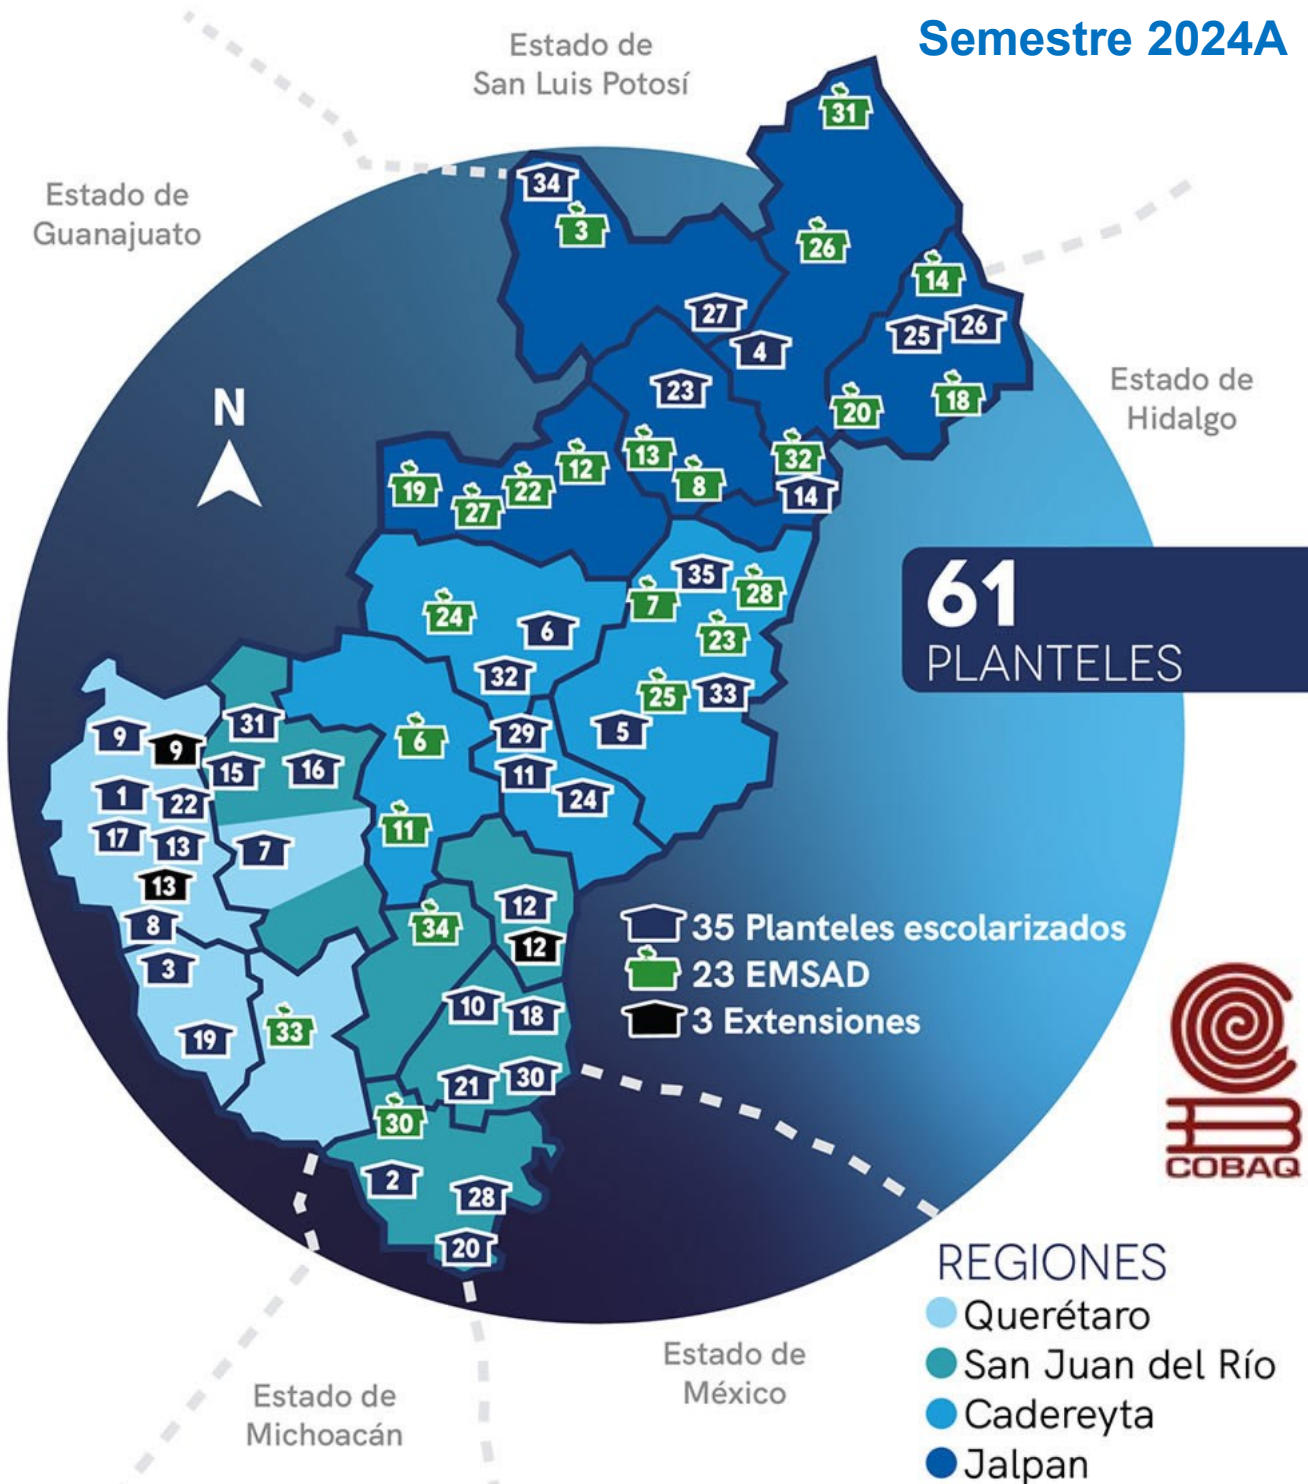 Semestre 2024A
Estado de
San Luis Potosí
31
34
Estado de
Guanajuato
3
26
14
27
25
26
4
Estado de
Hidalgo
23
20
18
N
13
32
12
19
22
8
14
27
61
PLANTELES
35
28
7
24
6
23
32
25
33
31
29
5
9
9
6
15
16
11
1
22
24
17
13
7
11
13
12
8
34
12
35 Planteles escolarizados
3
23 EMSAD
10
18
3 Extensiones
33
19
21
30
30
COBAQ
2
28
20
REGIONES
Querétaro
San Juan del Río
Cadereyta
Jalpan
Estado de
México
Estado de
Michoacán